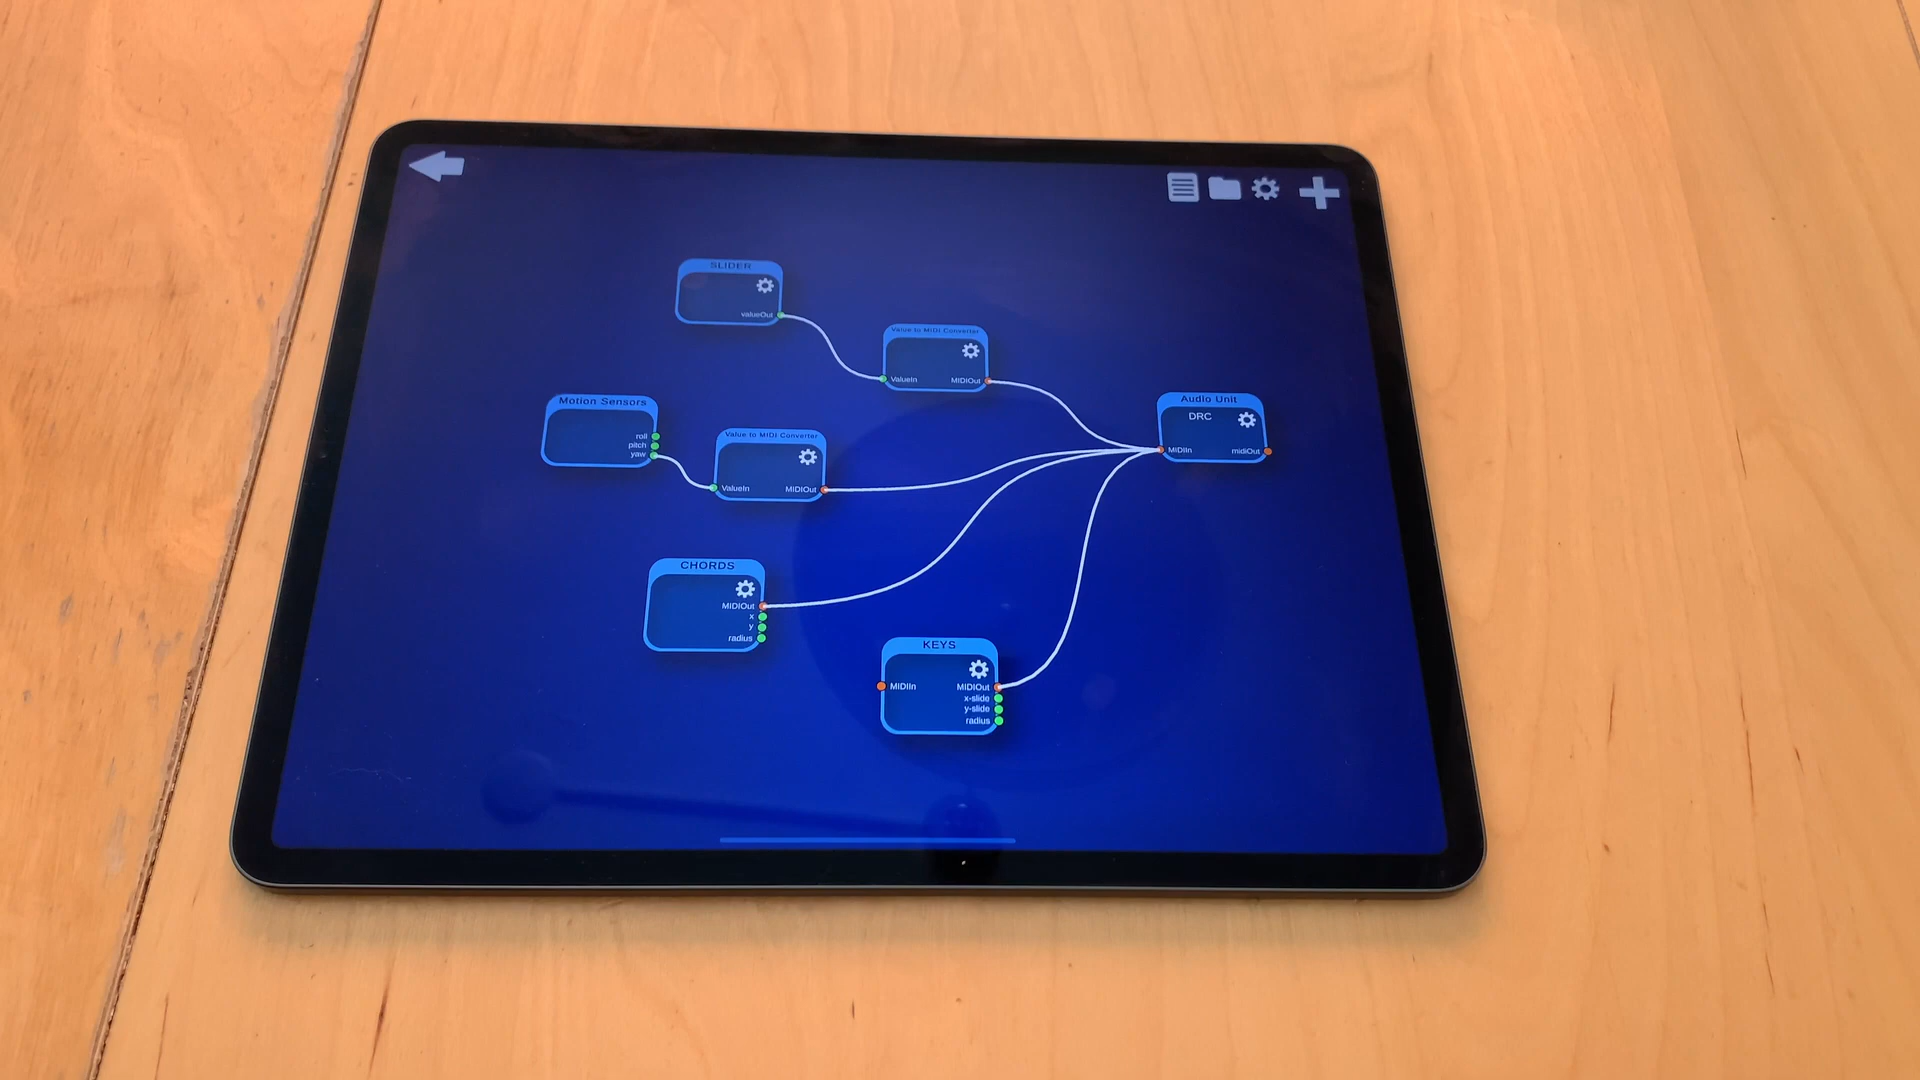 SLIDER
valueOut
Value to MIDI Converter
ValueIn MIDIOut
Motion Sensors
roll
pitch
yaw
Value to MIDI Converter
ValueIn MIDIOut
Audio Unit
DRC
MIDIIn midiOut
CHORDS
MIDIOut
x
y
radius
KEYS
MIDIIn MIDIOut
x-slide
y-slide
radius